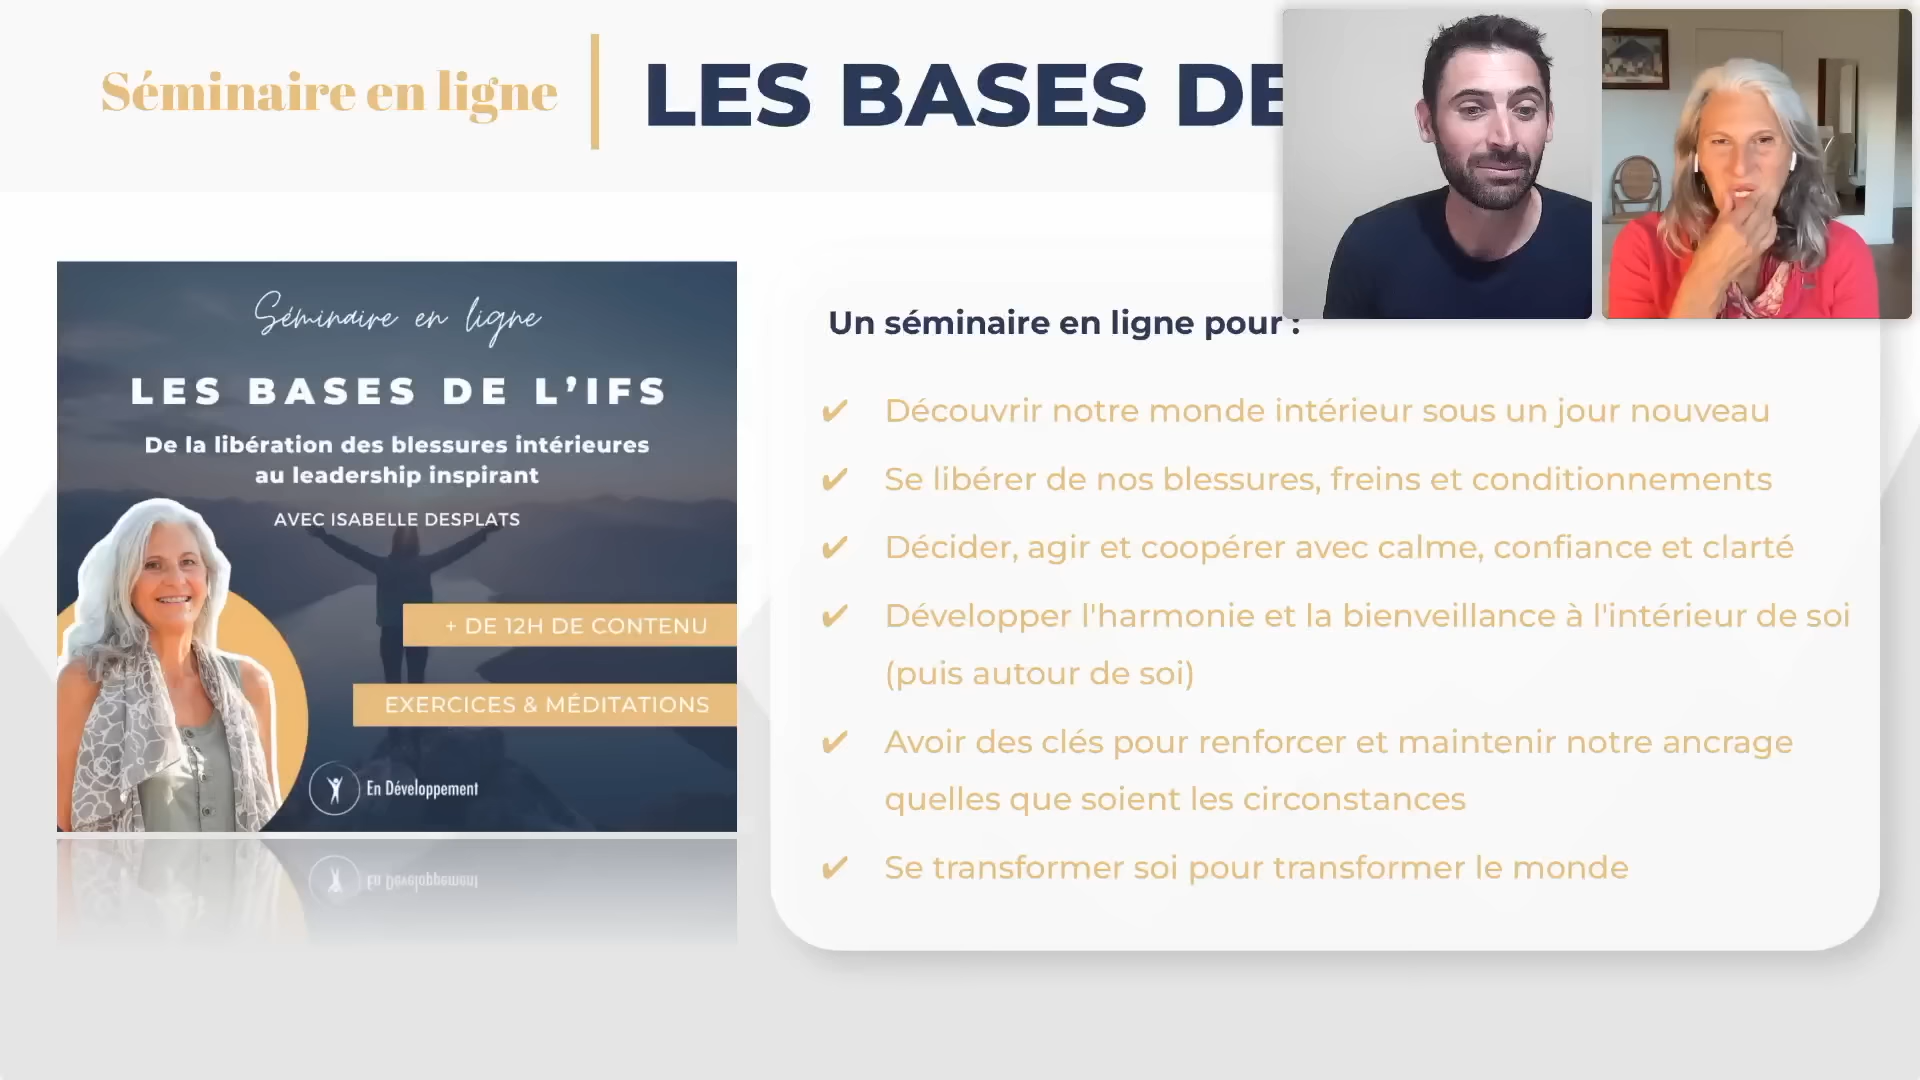 Séminaire en ligne
LES BASES DE
Séminaire en ligne
LES BASES DE L'IFS
De la libération des blessures intérieures
au leadership inspirant
AVEC ISABELLE DESPLATS
+ DE 12H DE CONTENU
EXERCICES & MÉDITATIONS
En Développement
Un séminaire en ligne pour :
✔ Découvrir notre monde intérieur sous un jour nouveau
✔ Se libérer de nos blessures, freins et conditionnements
✔ Décider, agir et coopérer avec calme, confiance et clarté
✔ Développer l'harmonie et la bienveillance à l'intérieur de soi
(puis autour de soi)
✔ Avoir des clés pour renforcer et maintenir notre ancrage
quelles que soient les circonstances
✔ Se transformer soi pour transformer le monde